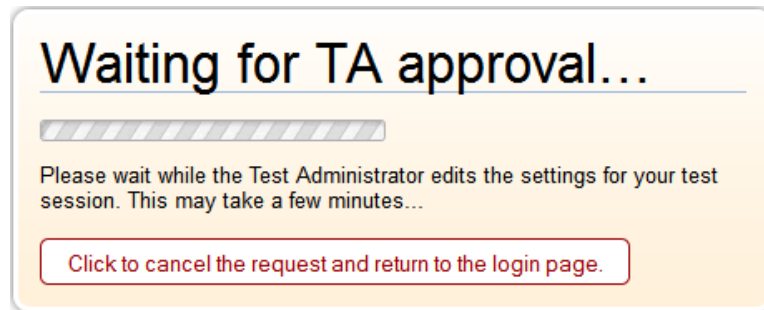 Waiting for TA approval...
Please wait while the Test Administrator edits the settings for your test
session. This may take a few minutes...
Click to cancel the request and return to the login page.